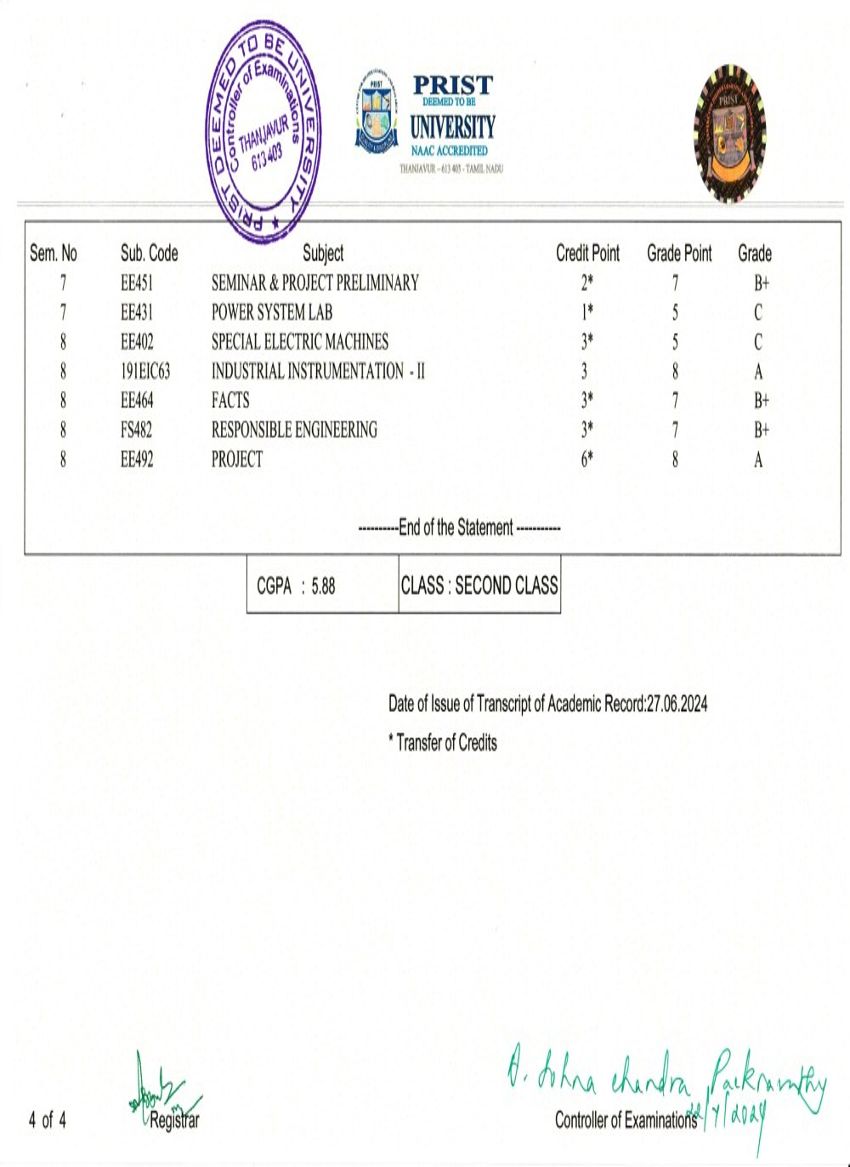 PRIST DEEMED TO BE UNIVERSITY
Controller of Examinations
THANJAVUR
613 403
PRIST
PRIST
DEEMED TO BE
UNIVERSITY
NAAC ACCREDITED
THANJAVUR – 613 403 - TAMIL NADU
PRIST
Sem. No Sub. Code Subject Credit Point Grade Point Grade
7 EE451 SEMINAR & PROJECT PRELIMINARY 2* 7 B+
7 EE431 POWER SYSTEM LAB 1* 5 C
8 EE402 SPECIAL ELECTRIC MACHINES 3* 5 C
8 191EIC63 INDUSTRIAL INSTRUMENTATION - II 3 8 A
8 EE464 FACTS 3* 7 B+
8 FS482 RESPONSIBLE ENGINEERING 3* 7 B+
8 EE492 PROJECT 6* 8 A
----------End of the Statement -----------
CGPA : 5.88 CLASS : SECOND CLASS
Date of Issue of Transcript of Academic Record:27.06.2024
* Transfer of Credits
chandra
4 of 4 Registrar Controller of Examinations